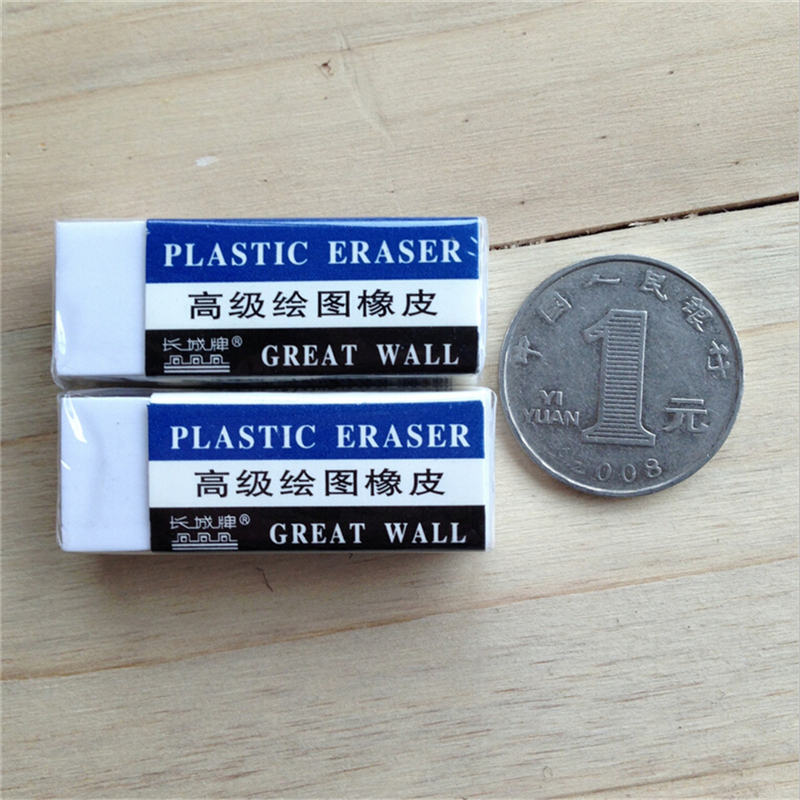 PLASTIC ERASER
高级绘图橡皮
长城牌®
GREAT WALL
PLASTIC ERASER
高级绘图橡皮
长城牌®
GREAT WALL
中国人民银行
1
YI
YUAN
元
2008